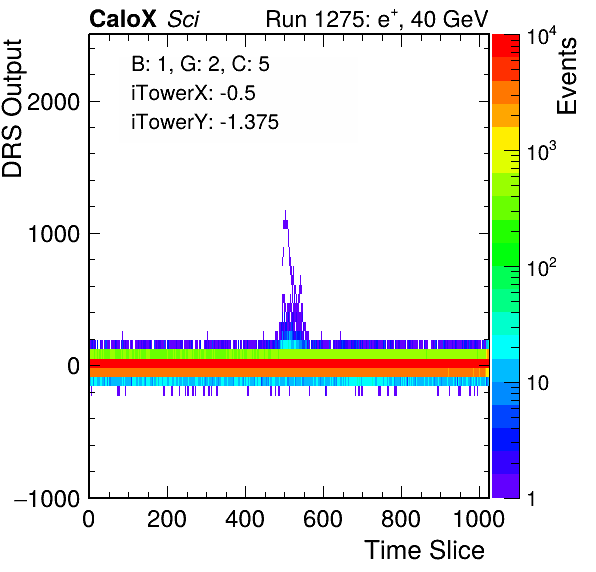 CaloX Sci
Run 1275: e⁺, 40 GeV
B: 1, G: 2, C: 5
iTowerX: -0.5
iTowerY: -1.375
DRS Output
2000
1000
0
−1000
0
200
400
600
800
1000
Time Slice
Events
10⁴
10³
10²
10
1